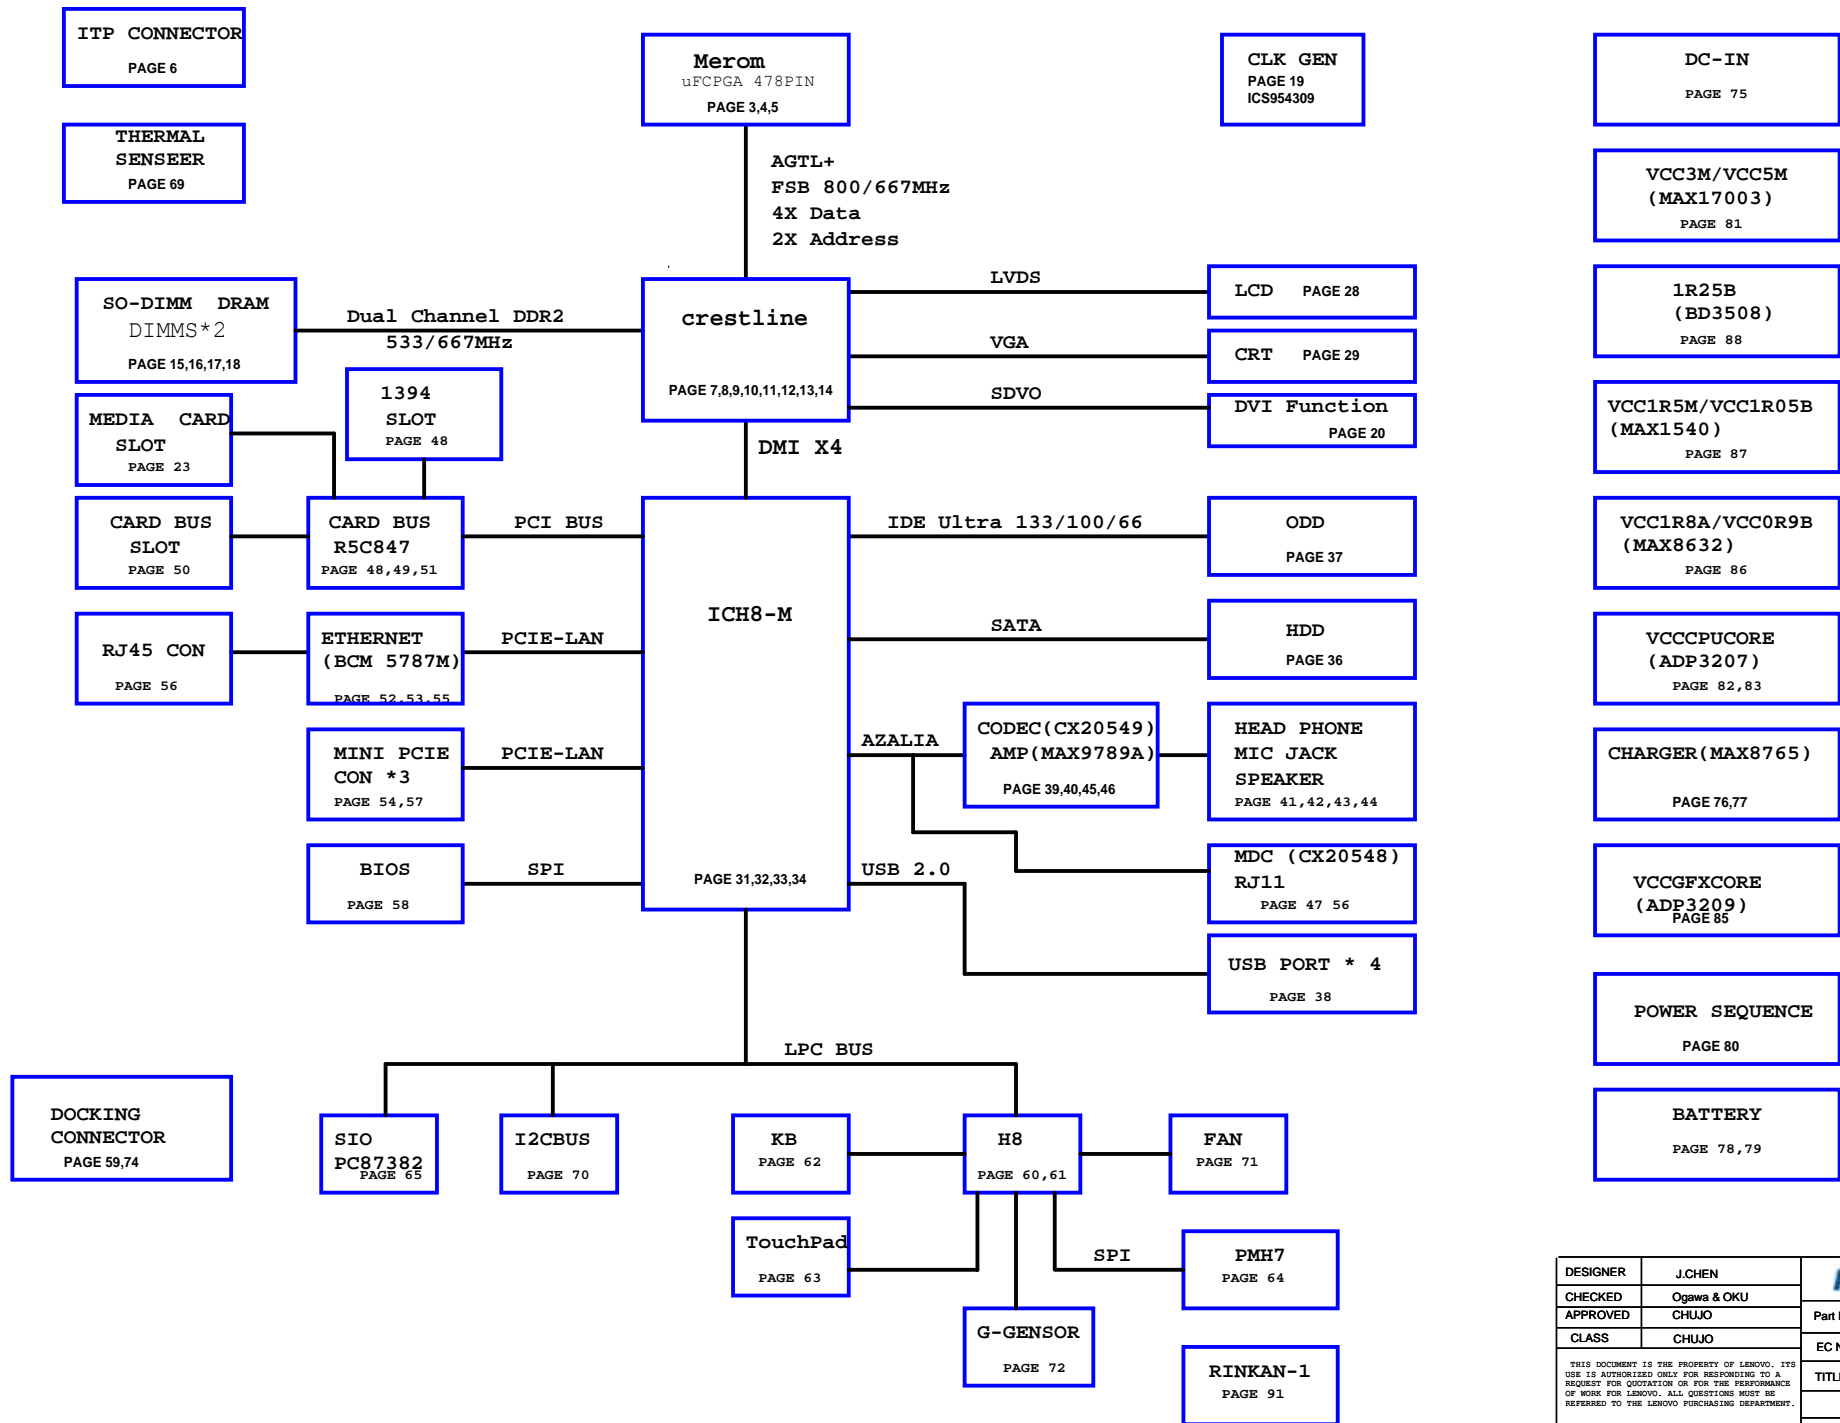 ITP CONNECTOR
PAGE 6
THERMAL
SENSEER
PAGE 69
Merom
uFCPGA 478PIN
PAGE 3,4,5
CLK GEN
PAGE 19
ICS954309
AGTL+
FSB 800/667MHz
4X Data
2X Address
SO-DIMM DRAM
DIMMS*2
PAGE 15,16,17,18
Dual Channel DDR2
533/667MHz
crestline
PAGE 7,8,9,10,11,12,13,14
LVDS
LCD PAGE 28
VGA
CRT PAGE 29
SDVO
DVI Function
PAGE 20
MEDIA CARD
SLOT
PAGE 23
1394
SLOT
PAGE 48
DMI X4
CARD BUS
SLOT
PAGE 50
CARD BUS
R5C847
PAGE 48,49,51
PCI BUS
IDE Ultra 133/100/66
ODD
PAGE 37
ICH8-M
PAGE 31,32,33,34
RJ45 CON
PAGE 56
ETHERNET
(BCM 5787M)
PAGE 52,53,55
PCIE-LAN
SATA
HDD
PAGE 36
MINI PCIE
CON *3
PAGE 54,57
PCIE-LAN
AZALIA
CODEC(CX20549)
AMP(MAX9789A)
PAGE 39,40,45,46
HEAD PHONE
MIC JACK
SPEAKER
PAGE 41,42,43,44
BIOS
PAGE 58
SPI
USB 2.0
MDC (CX20548)
RJ11
PAGE 47 56
USB PORT * 4
PAGE 38
LPC BUS
DOCKING
CONNECTOR
PAGE 59,74
SIO
PC87382
PAGE 65
I2CBUS
PAGE 70
KB
PAGE 62
H8
PAGE 60,61
FAN
PAGE 71
TouchPad
PAGE 63
SPI
PMH7
PAGE 64
G-GENSOR
PAGE 72
RINKAN-1
PAGE 91
DC-IN
PAGE 75
VCC3M/VCC5M
(MAX17003)
PAGE 81
1R25B
(BD3508)
PAGE 88
VCC1R5M/VCC1R05B
(MAX1540)
PAGE 87
VCC1R8A/VCC0R9B
(MAX8632)
PAGE 86
VCCCPUCORE
(ADP3207)
PAGE 82,83
CHARGER(MAX8765)
PAGE 76,77
VCCGFXCORE
(ADP3209)
PAGE 85
POWER SEQUENCE
PAGE 80
BATTERY
PAGE 78,79
DESIGNER J.CHEN
CHECKED Ogawa & OKU
APPROVED CHUJO
CLASS CHUJO
Part
EC
THIS DOCUMENT IS THE PROPERTY OF LENOVO. ITS
USE IS AUTHORIZED ONLY FOR RESPONDING TO A
REQUEST FOR QUOTATION OR FOR THE PERFORMANCE
OF WORK FOR LENOVO. ALL QUESTIONS MUST BE
REFERRED TO THE LENOVO PURCHASING DEPARTMENT.